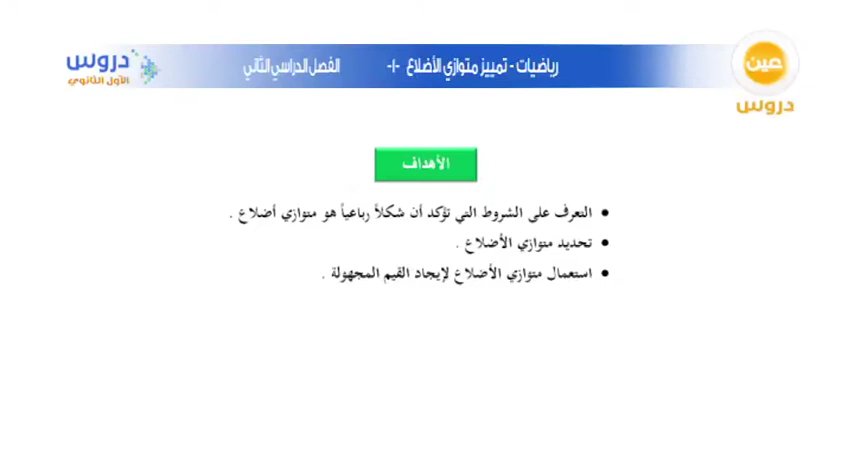 عين
دروس
رياضيات - تمييز متوازي الأضلاع -١- الفصل الدراسي الثاني
دروس
الأول الثانوي
الأهداف
• التعرف على الشروط التي تؤكد أن شكلاً رباعياً هو متوازي أضلاع .
• تحديد متوازي الأضلاع .
• استعمال متوازي الأضلاع لإيجاد القيم المجهولة .